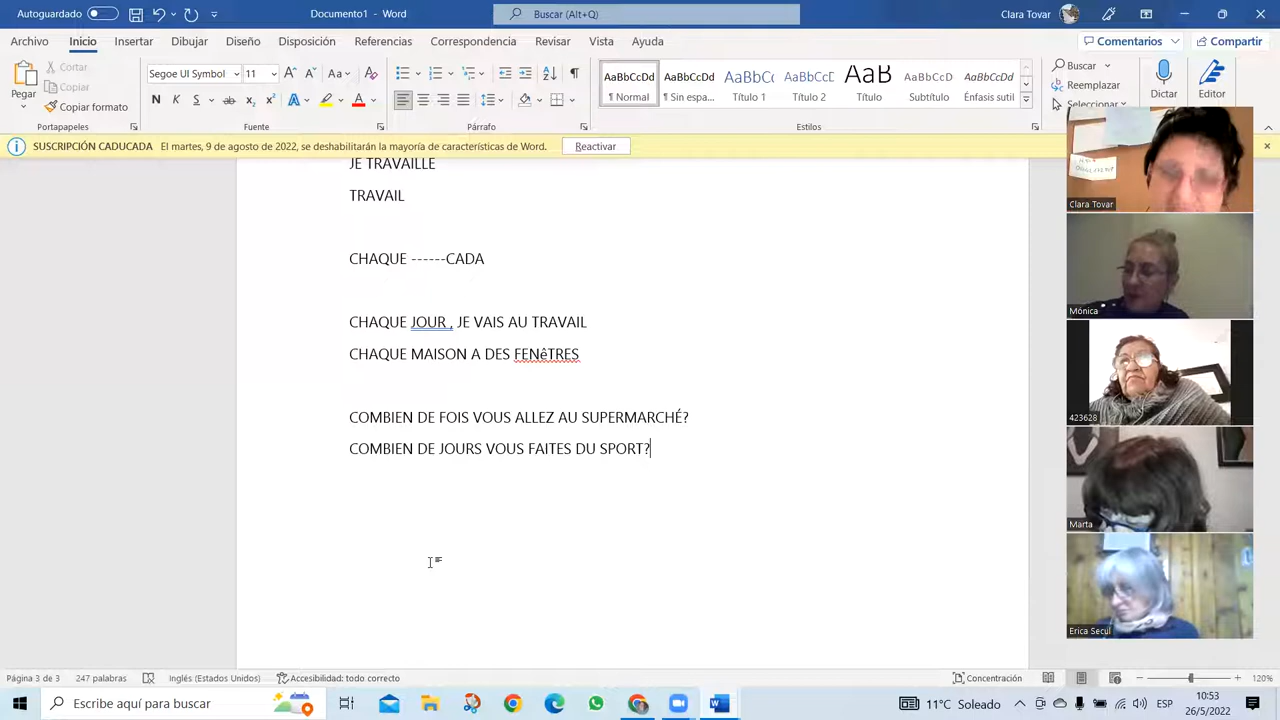 Buscar (Alt+Q)
Clara Tovar
Archivo Inicio Insertar Dibujar Diseño Disposición Referencias Correspondencia Revisar Vista Ayuda
Comentarios Compartir
Pegar
Cortar
Copiar
Copiar formato
Portapapeles
Segoe UI Symbol 11
Fuente
Párrafo
AaBbCcDd AaBbCcDd AaBbCc AaBbCcD AaB AaBbCcD AaBbCcDd
¶ Normal ¶ Sin espa... Título 1 Título 2 Título Subtítulo Énfasis sutil
Estilos
Buscar
Reemplazar
Seleccionar
Dictar
Editor
SUSCRIPCIÓN CADUCADA El martes, 9 de agosto de 2022, se deshabilitarán la mayoría de características de Word. Reactivar
JE TRAVAILLE
TRAVAIL
CHAQUE ------CADA
CHAQUE JOUR , JE VAIS AU TRAVAIL
CHAQUE MAISON A DES FENêTRES
COMBIEN DE FOIS VOUS ALLEZ AU SUPERMARCHÉ?
COMBIEN DE JOURS VOUS FAITES DU SPORT?
Clara Tovar
Mónica
423628
Marta
Erica Secul
Página 3 de 3 247 palabras Inglés (Estados Unidos) Accesibilidad: todo correcto
Concentración 120%
Escribe aquí para buscar
11°C Soleado
ESP
10:53
26/5/2022